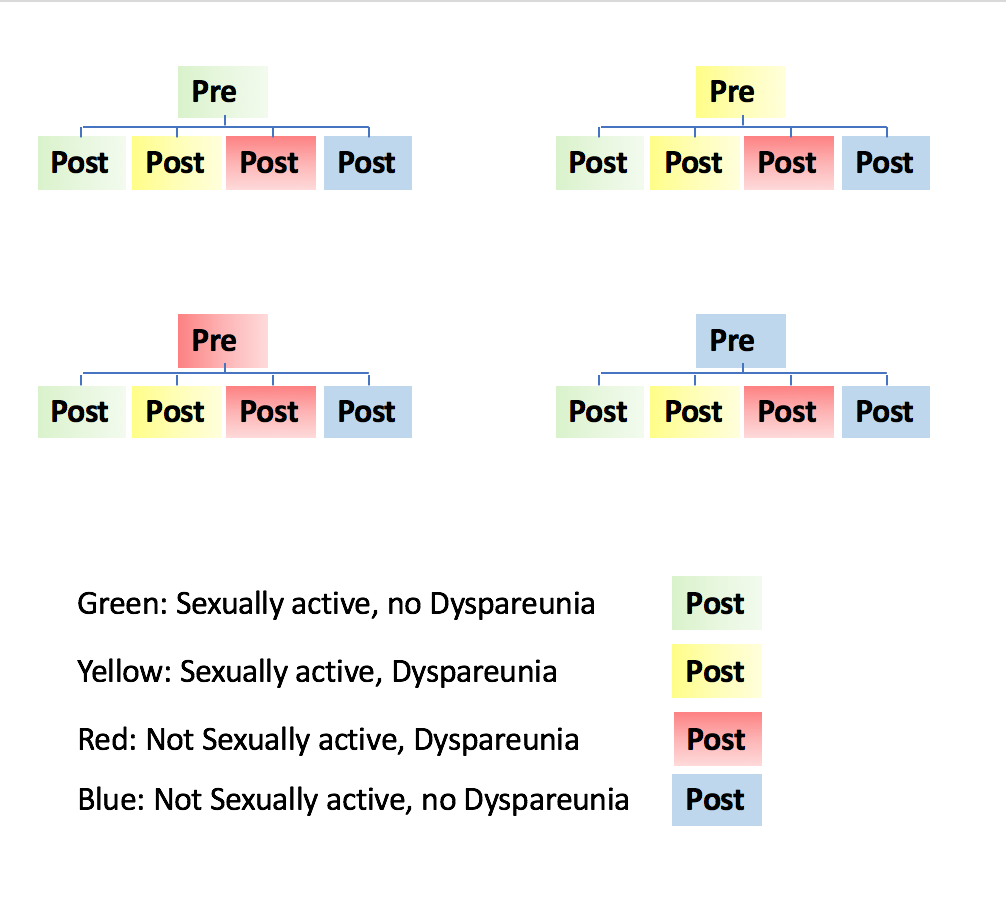 Pre Pre
Post Post Post Post Post Post Post Post
Pre Pre
Post Post Post Post Post Post Post Post
Green: Sexually active, no Dyspareunia Post
Yellow: Sexually active, Dyspareunia Post
Red: Not Sexually active, Dyspareunia Post
Blue: Not Sexually active, no Dyspareunia Post